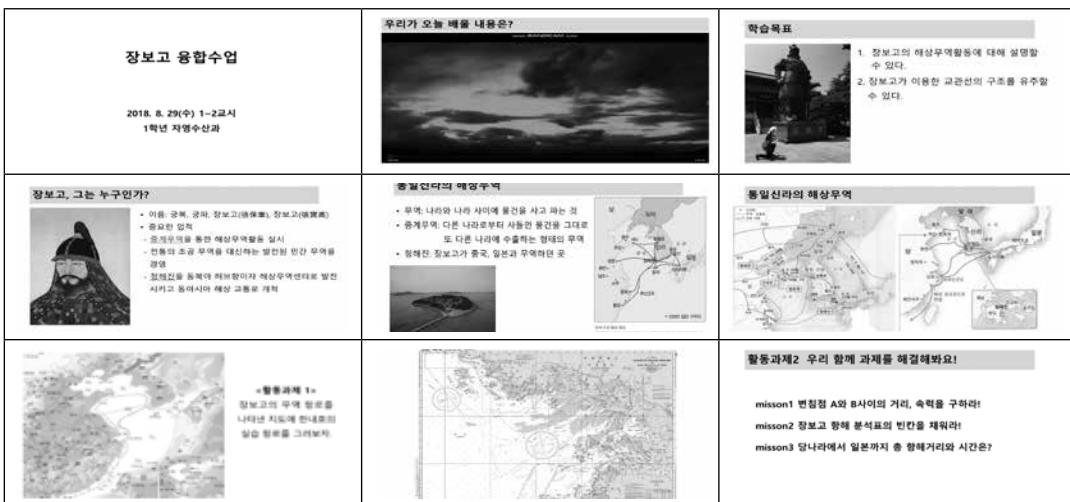 장보고 융합수업
2018. 8. 29(수) 1~2교시
1학년 자영수산과
우리가 오늘 배울 내용은?
학습목표
1. 장보고의 해상무역활동에 대해 설명할
수 있다.
2. 장보고가 이용한 교관선의 구조를 유추할
수 있다.
장보고, 그는 누구인가?
• 이름: 궁복, 궁파, 장보고(張保皐), 장보고(張寶高)
• 중요한 업적
- 중계무역을 통한 해상무역활동 실시
- 전통의 조공 무역을 대신하는 발전된 민간 무역을
경영
- 청해진을 동북아 허브항이자 해상무역센터로 발전
시키고 동아시아 해상 교통로 개척
통일신라의 해상무역
• 무역: 나라와 나라 사이에 물건을 사고 파는 것
• 중계무역: 다른 나라로부터 사들인 물건을 그대로
또 다른 나라에 수출하는 형태의 무역
• 청해진: 장보고가 중국, 일본과 무역하던 곳
통일신라의 해상무역
<활동과제 1>
장보고의 무역 항로를
나타낸 지도에 한내호의
실습 항로를 그려보자.
활동과제2 우리 함께 과제를 해결해봐요!
misson1 변침점 A와 B사이의 거리, 속력을 구하라!
misson2 장보고 항해 분석표의 빈칸을 채워라!
misson3 당나라에서 일본까지 총 항해거리와 시간은?